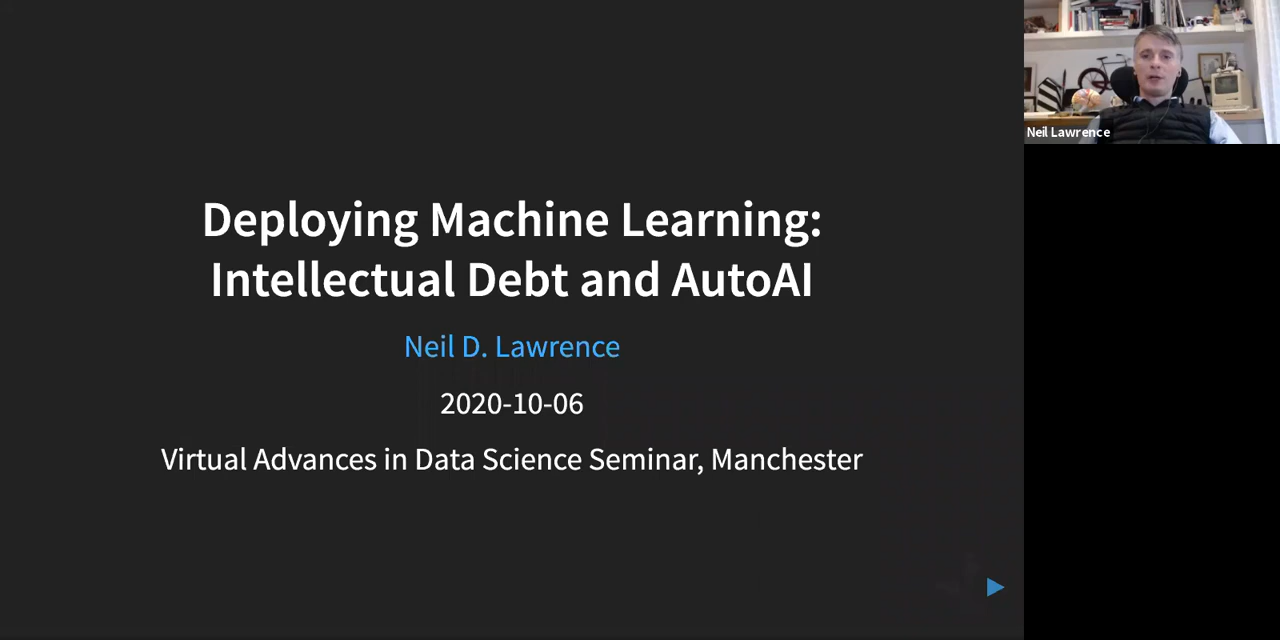 Deploying Machine Learning:
Intellectual Debt and AutoAI
Neil D. Lawrence
2020-10-06
Virtual Advances in Data Science Seminar, Manchester
Neil Lawrence